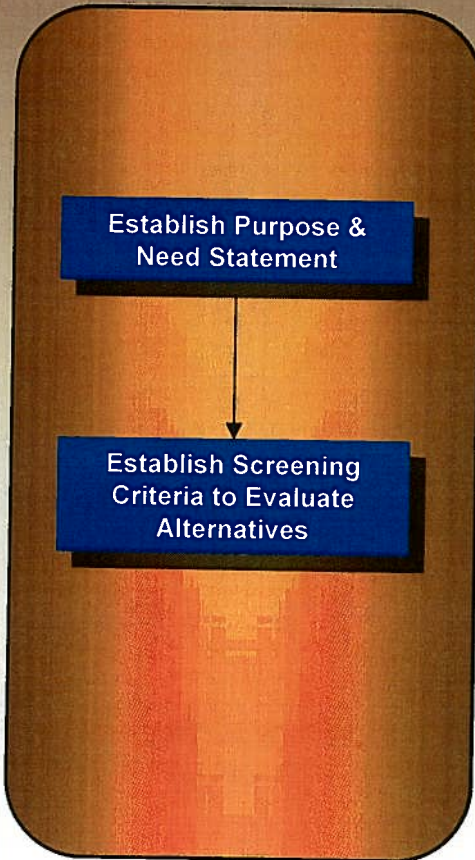 Establish Purpose &
Need Statement
Establish Screening
Criteria to Evaluate
Alternatives